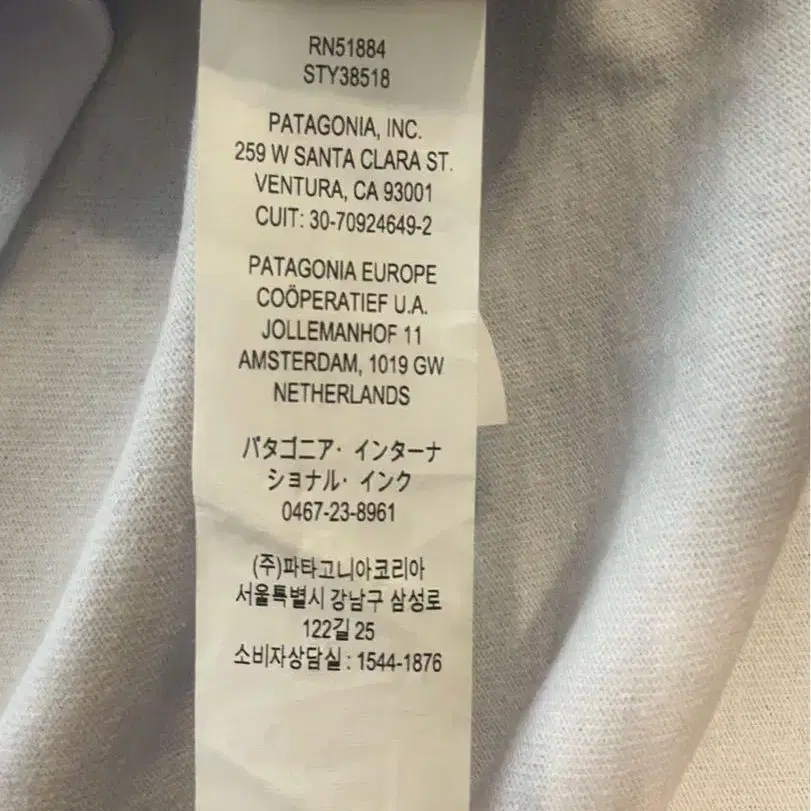 RN51884
STY38518
PATAGONIA, INC.
259 W SANTA CLARA ST.
VENTURA, CA 93001
CUIT: 30-70924649-2
PATAGONIA EUROPE
COÖPERATIEF U.A.
JOLLEMANHOF 11
AMSTERDAM, 1019 GW
NETHERLANDS
パタゴニア・インターナ
ショナル・インク
0467-23-8961
(주)파타고니아코리아
서울특별시 강남구 삼성로
122길 25
소비자상담실 : 1544-1876